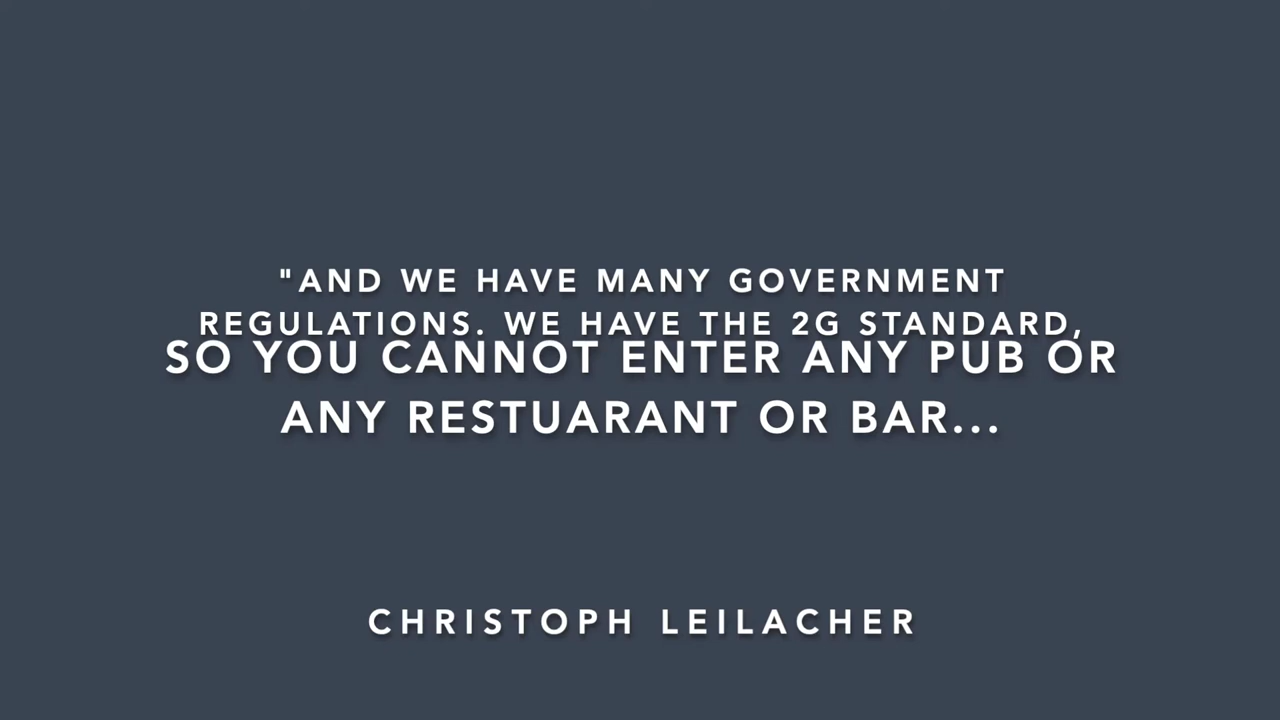 "AND WE HAVE MANY GOVERNMENT
REGULATIONS. WE HAVE THE 2G STANDARD,
SO YOU CANNOT ENTER ANY PUB OR
ANY RESTUARANT OR BAR...
CHRISTOPH LEILACHER